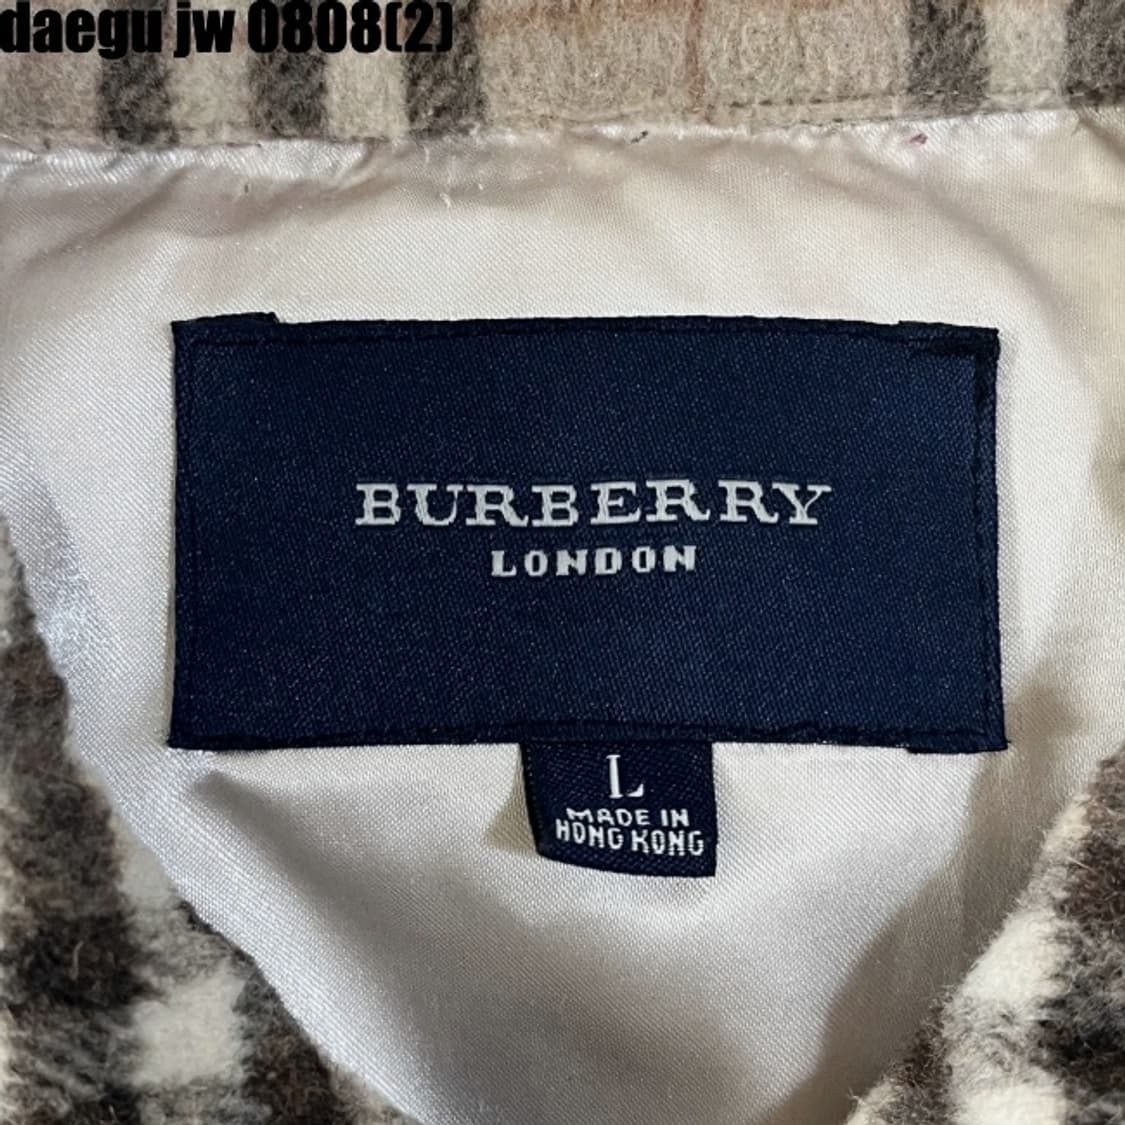 daegu jw 0808(2)
BURBERRY
LONDON
L
MADE IN
HONG KONG